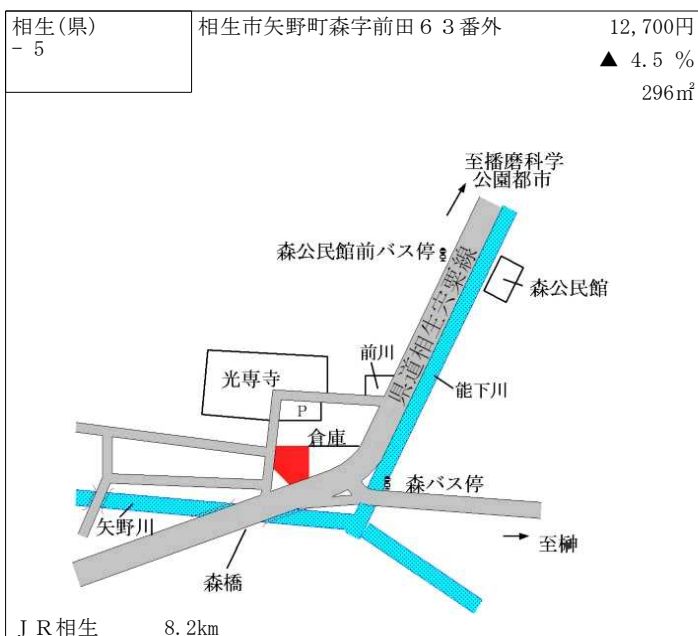 相生(県)
- 5
相生市矢野町森字前田６３番外
12,700円
▲ 4.5 %
296㎡
至播磨科学
公園都市
森公民館前バス停
県道相生宍粟線
森公民館
前川
光専寺
能下川
P
倉庫
森バス停
矢野川
至榊
森橋
ＪＲ相生 8.2km